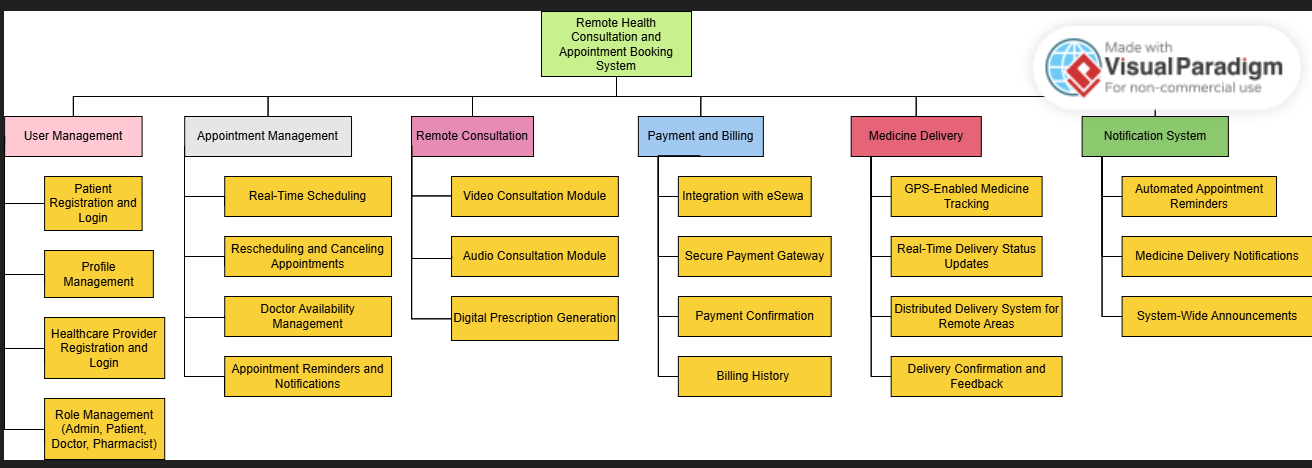 Remote Health
Consultation and
Appointment Booking
System
Made with
Visual Paradigm
For non-commercial use
User Management
Appointment Management
Remote Consultation
Payment and Billing
Medicine Delivery
Notification System
Patient
Registration and
Login
Profile
Management
Healthcare Provider
Registration and
Login
Role Management
(Admin, Patient,
Doctor, Pharmacist)
Real-Time Scheduling
Rescheduling and Canceling
Appointments
Doctor Availability
Management
Appointment Reminders and
Notifications
Video Consultation Module
Audio Consultation Module
Digital Prescription Generation
Integration with eSewa
Secure Payment Gateway
Payment Confirmation
Billing History
GPS-Enabled Medicine
Tracking
Real-Time Delivery Status
Updates
Distributed Delivery System for
Remote Areas
Delivery Confirmation and
Feedback
Automated Appointment
Reminders
Medicine Delivery Notifications
System-Wide Announcements